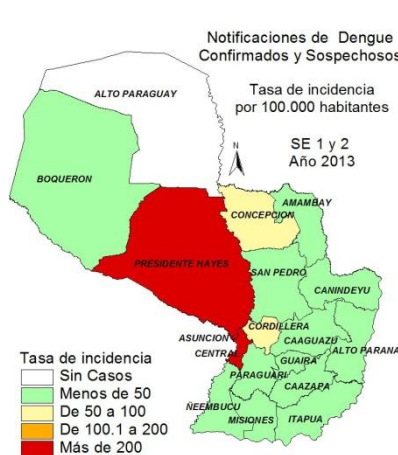 Notificaciones de Dengue
Confirmados y Sospechosos
Tasa de incidencia
por 100.000 habitantes
SE 1 y 2
Año 2013
N
ALTO PARAGUAY
BOQUERON
CONCEPCION
AMAMBAY
PRESIDENTE HAYES
SAN PEDRO
CANINDEYU
CORDILLERA
ASUNCION
CAAGUAZU
CENTRAL
ALTO PARANA
GUAIRA
PARAGUARI
CAAZAPA
ÑEEMBUCU
MISIONES
ITAPUA
Tasa de incidencia
Sin Casos
Menos de 50
De 50 a 100
De 100.1 a 200
Más de 200